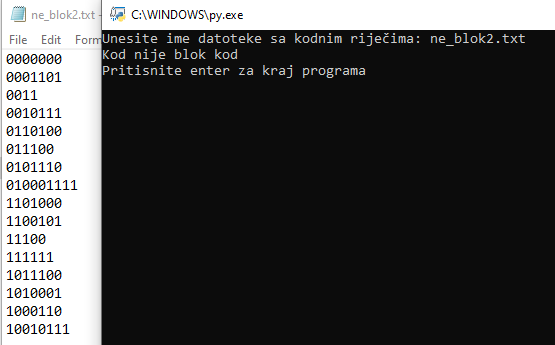 ne_blok2.txt -
File Edit Form
0000000
0001101
0011
0010111
0110100
011100
0101110
010001111
1101000
1100101
11100
111111
1011100
1010001
1000110
10010111
C:\WINDOWS\py.exe
Unesite ime datoteke sa kodnim riječima: ne_blok2.txt
Kod nije blok kod
Pritisnite enter za kraj programa